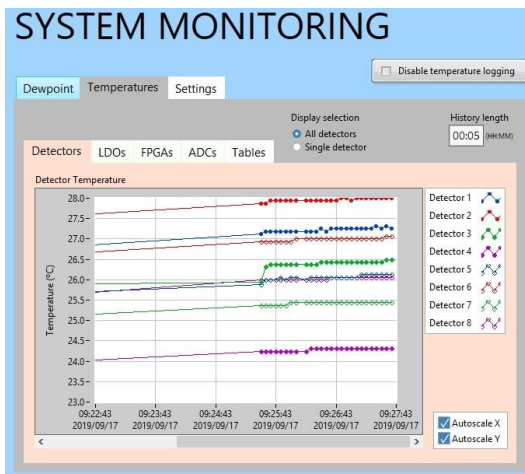 SYSTEM MONITORING
Disable temperature logging
Dewpoint Temperatures Settings
Display selection
All detectors
Single detector
History length
00:05 (HH:MM)
Detectors LDOs FPGAs ADCs Tables
Detector Temperature
Temperature (°C)
28.0
27.5
27.0
26.5
26.0
25.5
25.0
24.5
24.0
23.5
23.0
09:22:43 09:23:43 09:24:43 09:25:43 09:26:43 09:27:43
2019/09/17 2019/09/17 2019/09/17 2019/09/17 2019/09/17 2019/09/17
Detector 1
Detector 2
Detector 3
Detector 4
Detector 5
Detector 6
Detector 7
Detector 8
Autoscale X
Autoscale Y